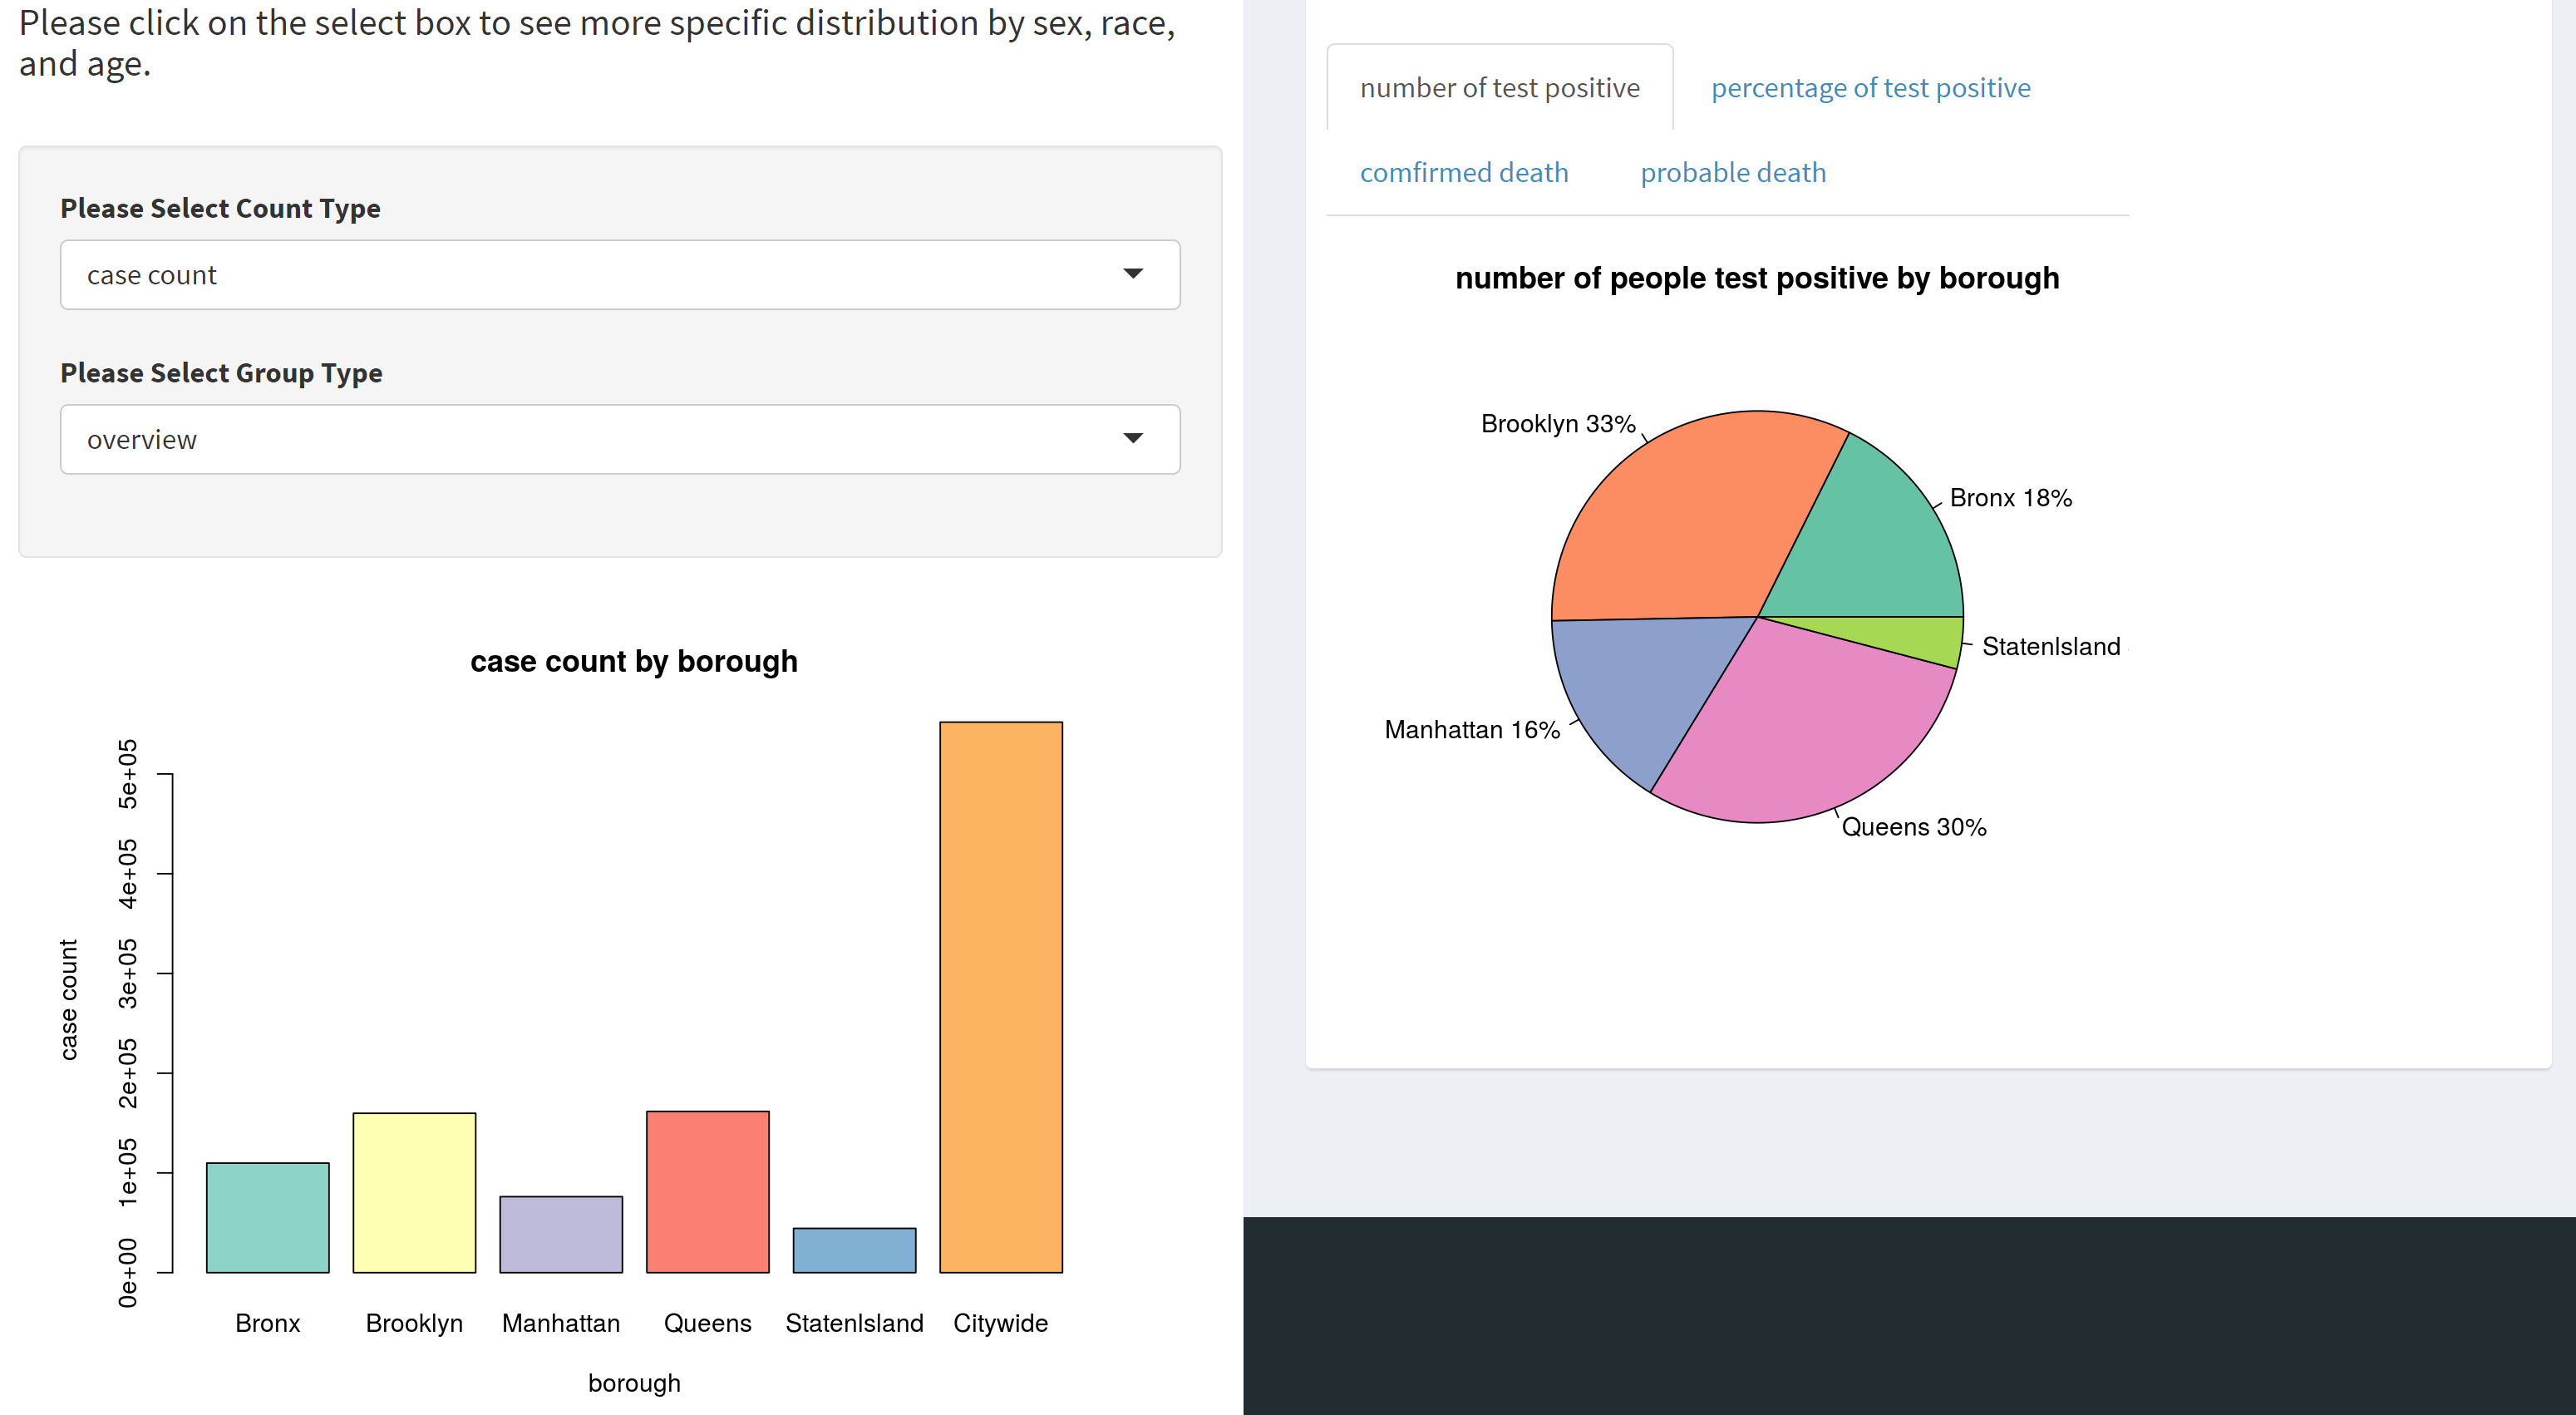 Please click on the select box to see more specific distribution by sex, race,
and age.
Please Select Count Type
case count
Please Select Group Type
overview
case count by borough
case count
5e+05
4e+05
3e+05
2e+05
1e+05
0e+00
Bronx Brooklyn Manhattan Queens StatenIsland Citywide
borough
number of test positive percentage of test positive
comfirmed death probable death
number of people test positive by borough
Brooklyn 33%
Bronx 18%
StatenIsland
Manhattan 16%
Queens 30%